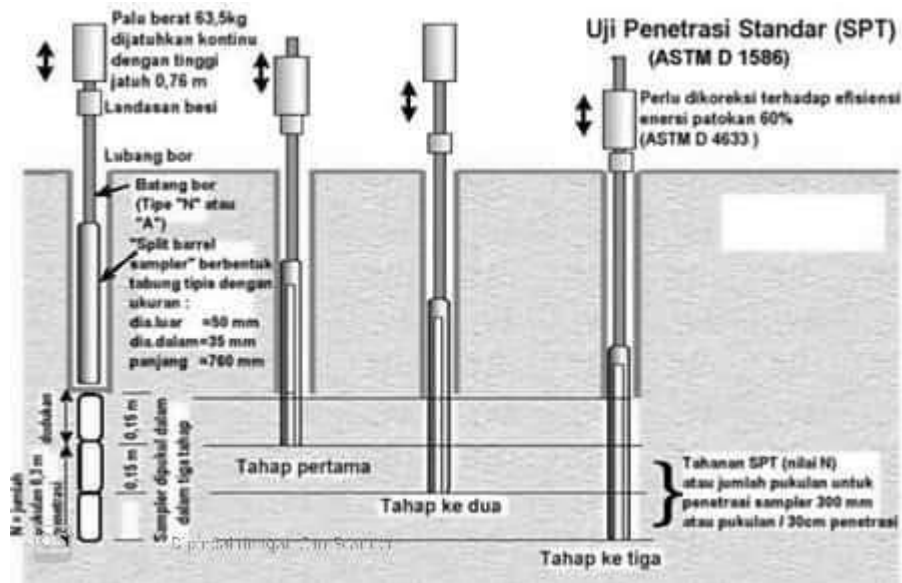 Uji Penetrasi Standar (SPT)
(ASTM D 1586)
Palu berat 63,5kg
dijatuhkan kontinu
dengan tinggi
jatuh 0,76 m
Landasan besi
Perlu dikoreksi terhadap efisiensi
enersi patokan 60%
(ASTM D 4633 )
Lubang bor
Batang bor
(Tipe "N" atau
"A")
"Split barrel
sampler" berbentuk
tabung tipis dengan
ukuran :
dia.luar =50 mm
dia.dalam=35 mm
panjang =760 mm
dudukan
0,15 m
0,15 m
N = jumlah
pukulan 0,3 m
penetrasi
Sampler dipukul dalam
dalam tiga tahap
Tahap pertama
Tahap ke dua
Tahap ke tiga
Tahanan SPT (nilai N)
atau jumlah pukulan untuk
penetrasi sampler 300 mm
atau pukulan / 30cm penetrasi